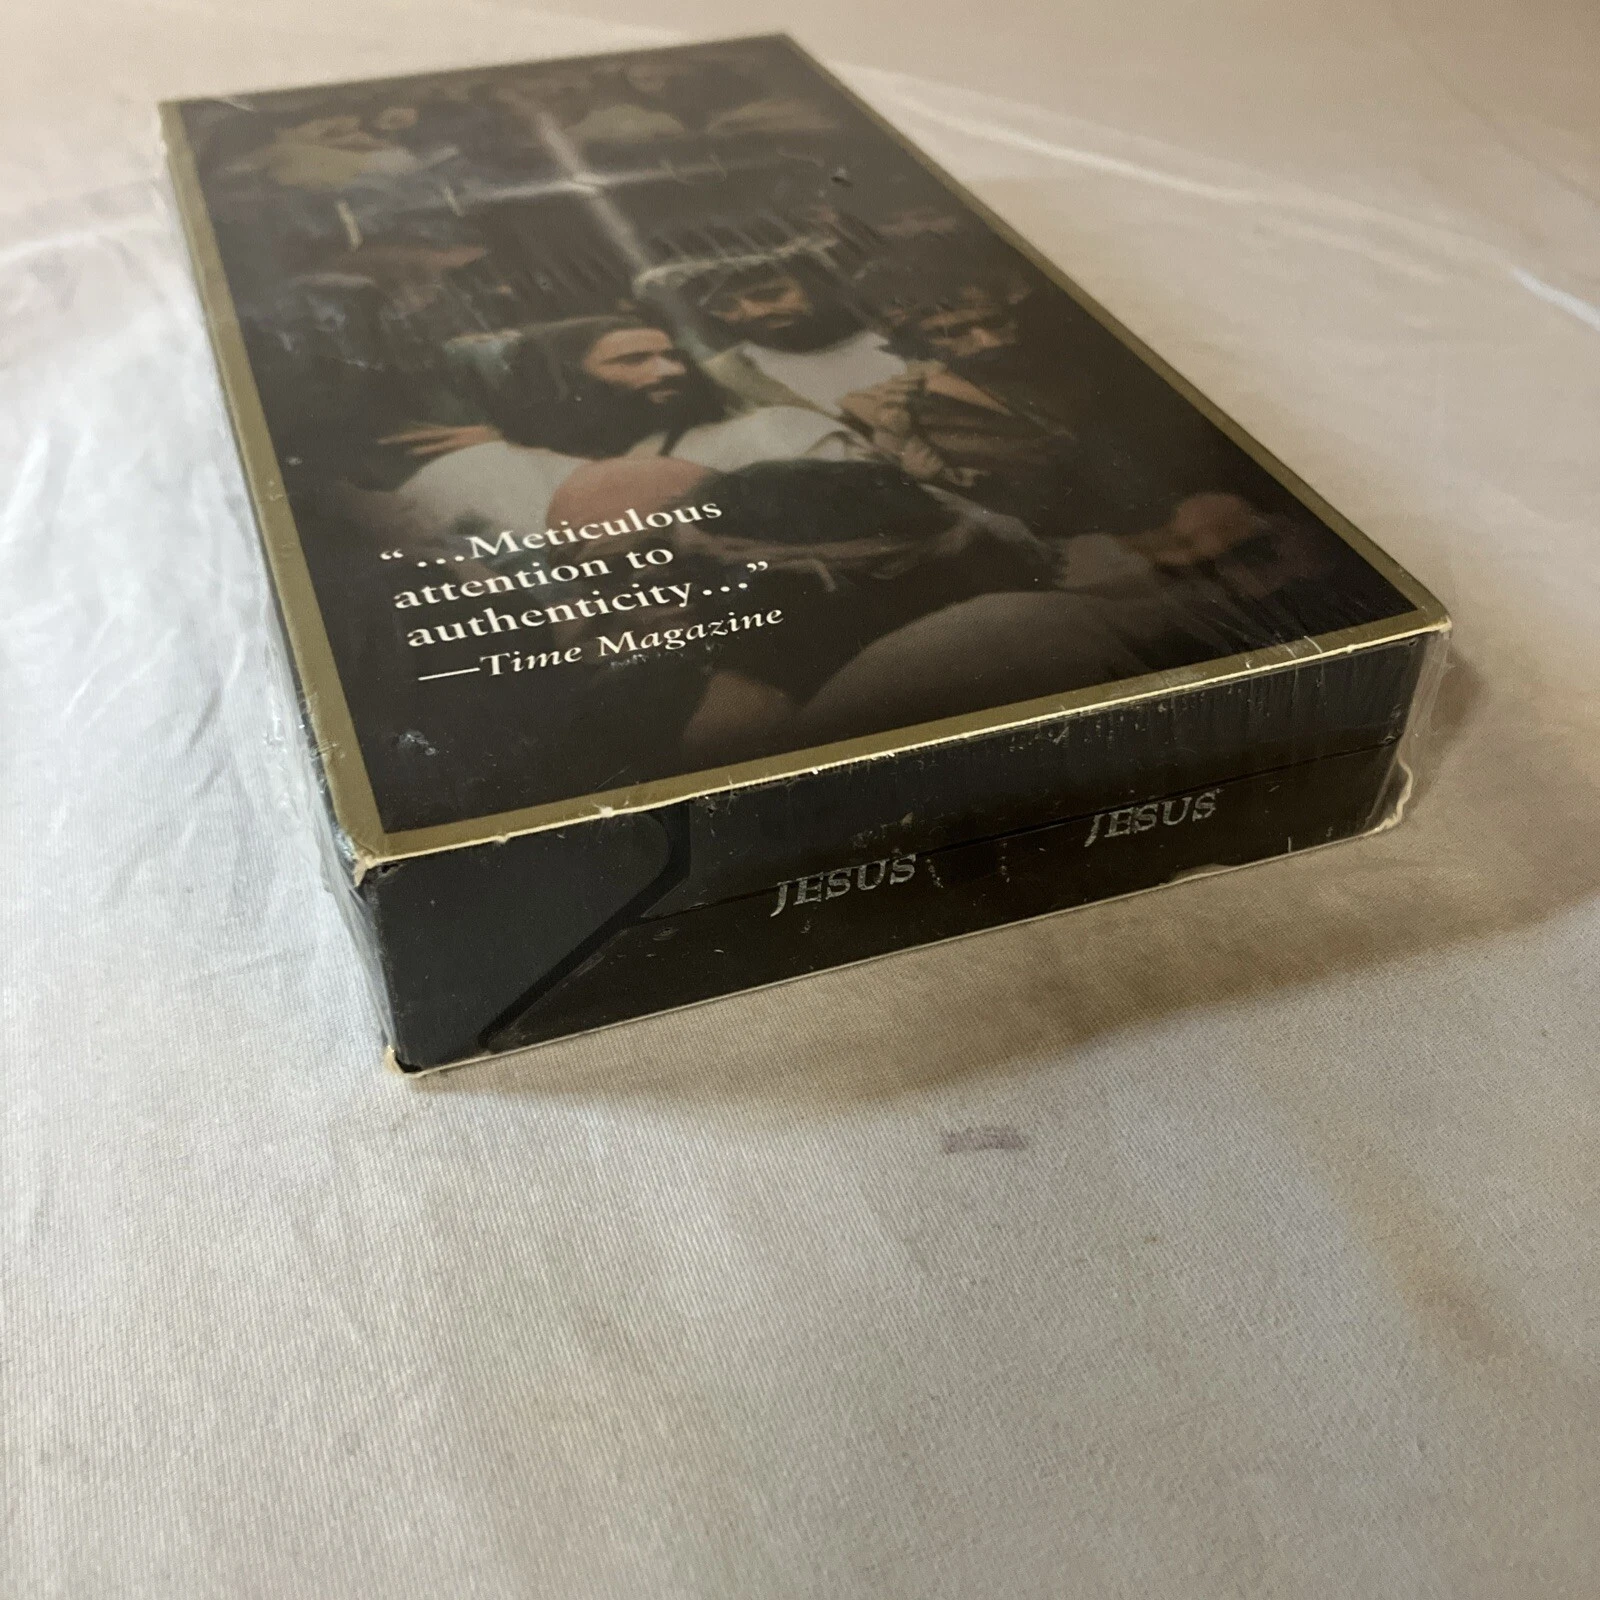 “...Meticulous
attention to
authenticity...”
—Time Magazine
JESUS
JESUS